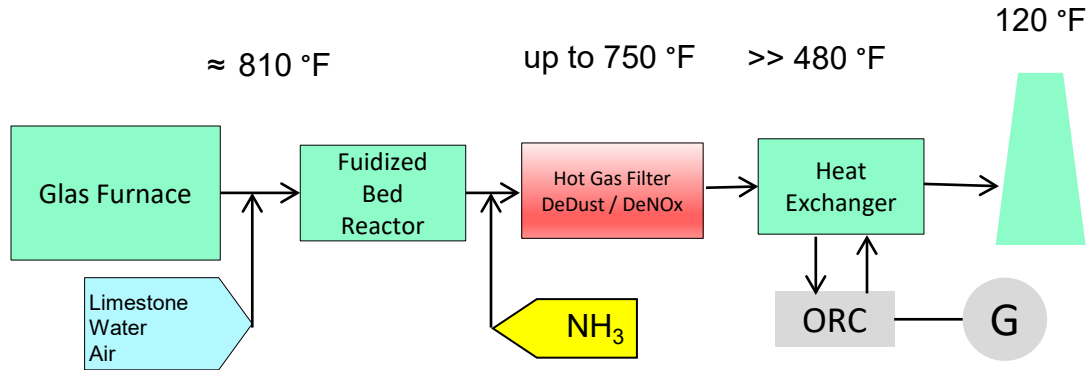 120 °F
≈ 810 °F
up to 750 °F
>> 480 °F
Glas Furnace
Fuidized
Bed
Reactor
Hot Gas Filter
DeDust / DeNOx
Heat
Exchanger
Limestone
Water
Air
NH₃
ORC
G